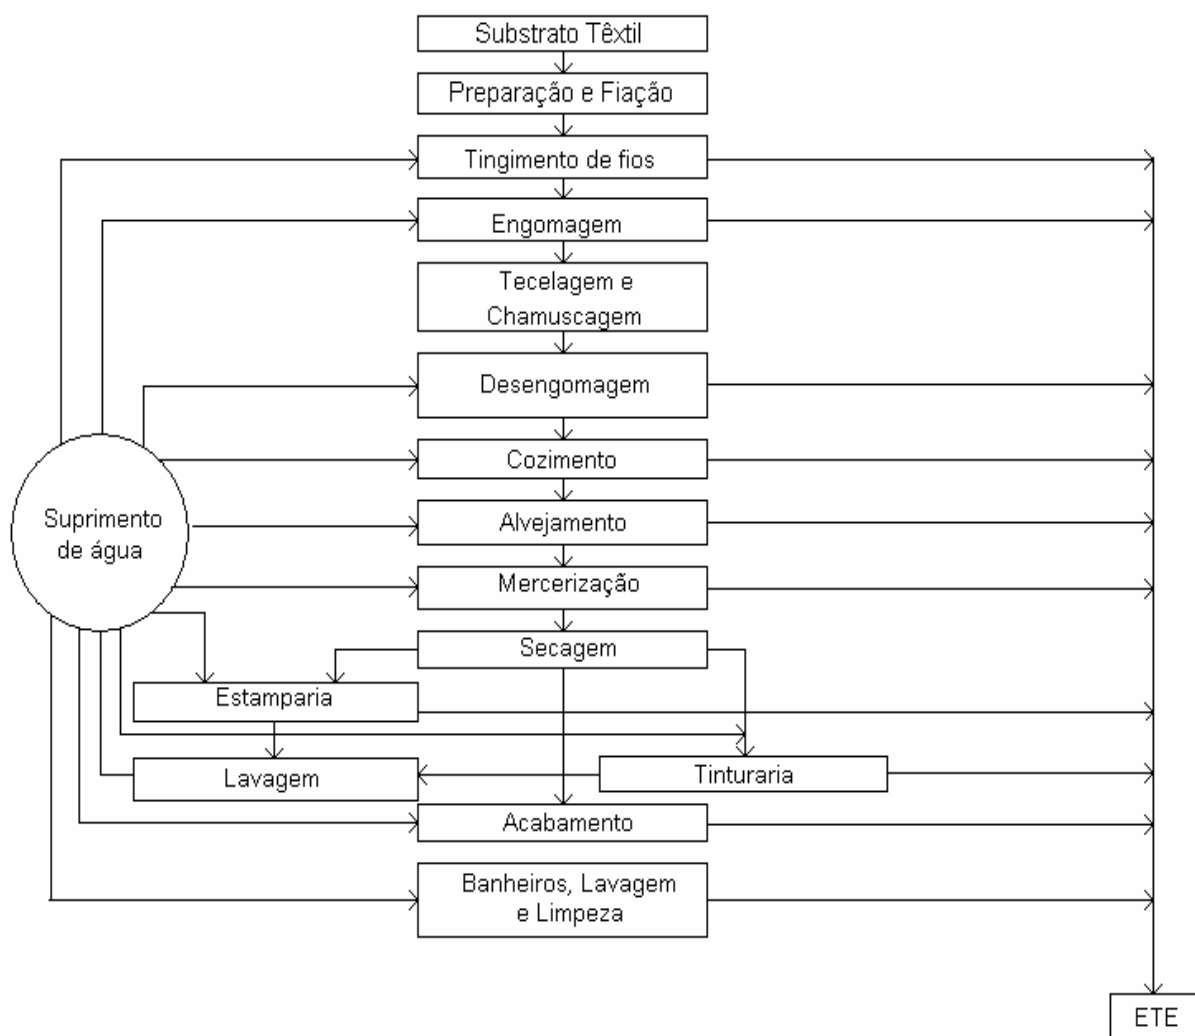 Substrato Têxtil
Preparação e Fiação
Tingimento de fios
Engomagem
Tecelagem e
Chamuscagem
Desengomagem
Cozimento
Suprimento
de água
Alvejamento
Mercerização
Secagem
Estamparia
Lavagem
Tinturaria
Acabamento
Banheiros, Lavagem
e Limpeza
ETE